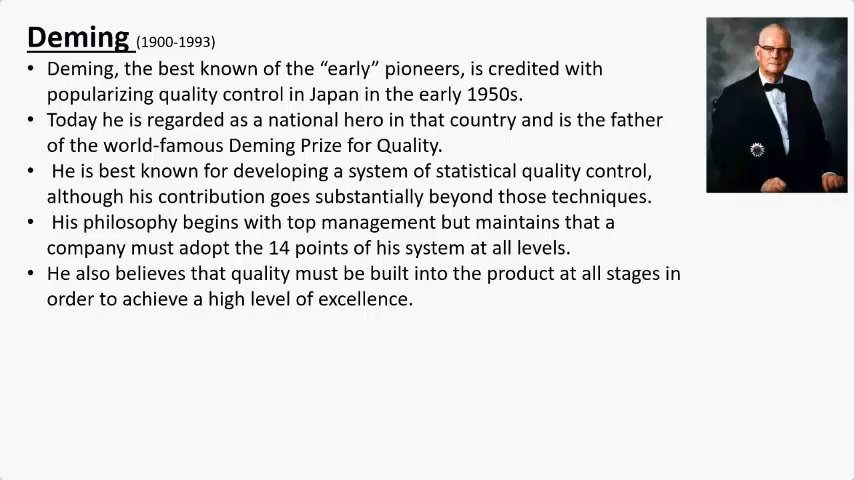 Deming (1900-1993)
• Deming, the best known of the “early” pioneers, is credited with
popularizing quality control in Japan in the early 1950s.
• Today he is regarded as a national hero in that country and is the father
of the world-famous Deming Prize for Quality.
• He is best known for developing a system of statistical quality control,
although his contribution goes substantially beyond those techniques.
• His philosophy begins with top management but maintains that a
company must adopt the 14 points of his system at all levels.
• He also believes that quality must be built into the product at all stages in
order to achieve a high level of excellence.